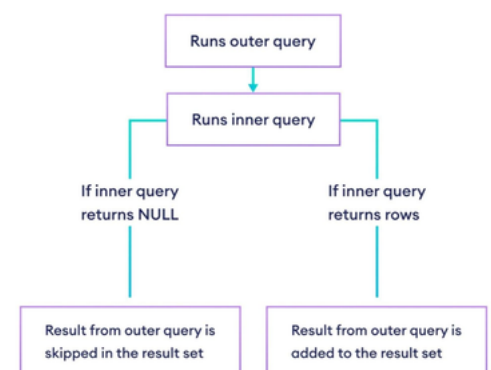 Runs outer query
Runs inner query
If inner query
returns NULL
If inner query
returns rows
Result from outer query is
skipped in the result set
Result from outer query is
added to the result set